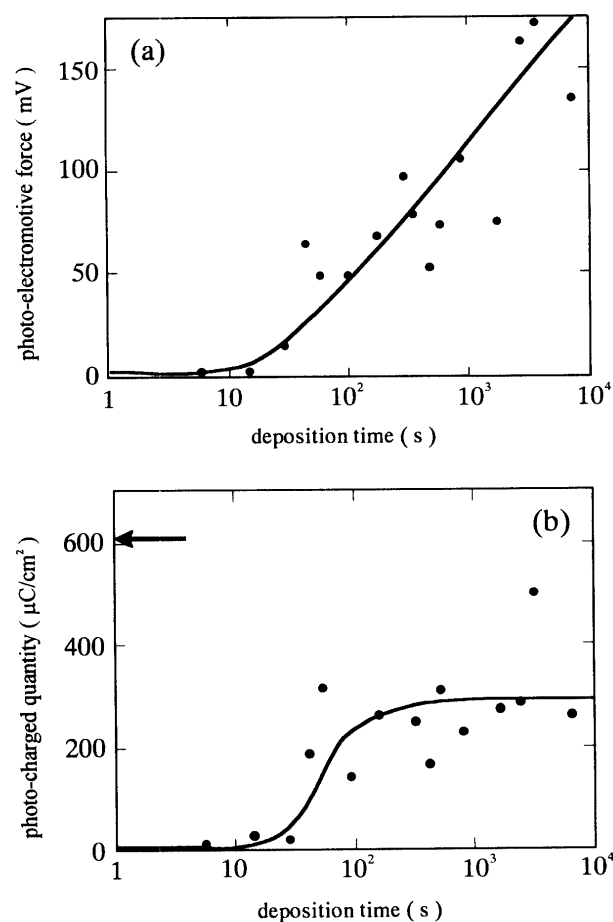 (a)
photo-electromotive force ( mV )
150
100
50
0
1 10 10² 10³ 10⁴
deposition time ( s )
(b)
photo-charged quantity ( μC/cm² )
600
400
200
0
1 10 10² 10³ 10⁴
deposition time ( s )